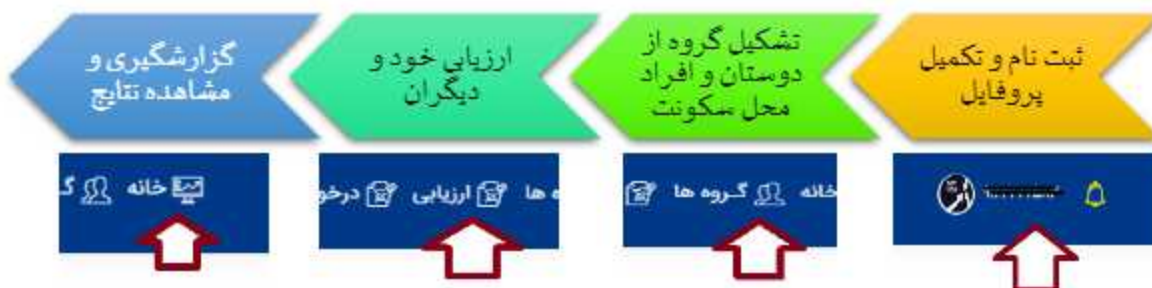 ثبت نام و تکمیل
پروفایل
تشکیل گروه از
دوستان و افراد
محل سکونت
ارزیابی خود و
دیگران
گزارشگیری و
مشاهده نتایج
خانه گروه ها
ه ها ارزیابی درخو
خانه گ